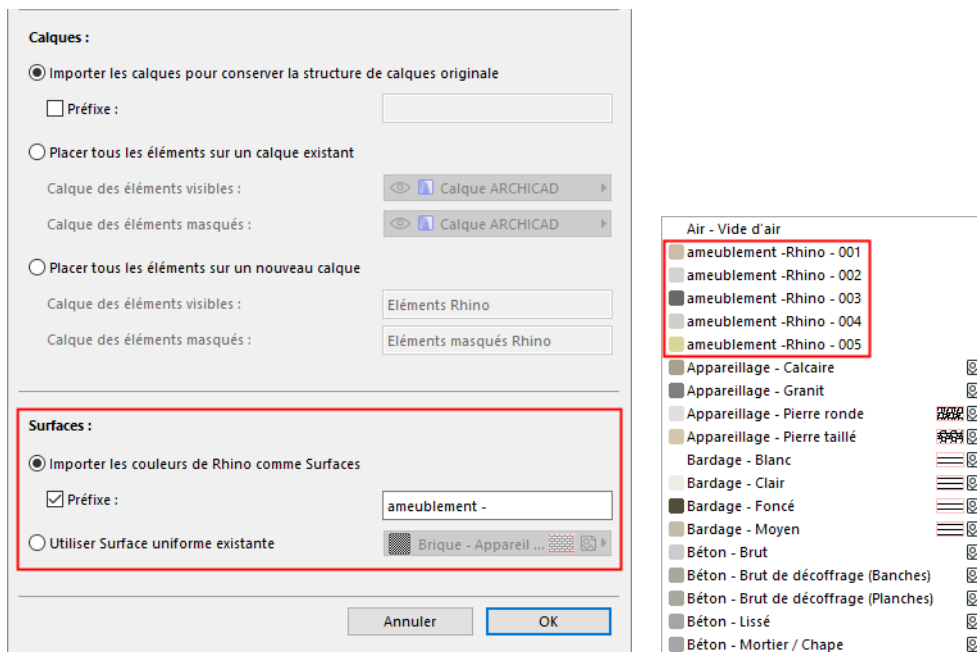 Calques :
Importer les calques pour conserver la structure de calques originale
Préfixe :
Placer tous les éléments sur un calque existant
Calque des éléments visibles :
Calque ARCHICAD
Calque des éléments masqués :
Calque ARCHICAD
Placer tous les éléments sur un nouveau calque
Calque des éléments visibles :
Eléments Rhino
Calque des éléments masqués :
Eléments masqués Rhino
Surfaces :
Importer les couleurs de Rhino comme Surfaces
Préfixe :
ameublement -
Utiliser Surface uniforme existante
Brique - Appareil ...
Annuler
OK
Air - Vide d'air
ameublement -Rhino - 001
ameublement -Rhino - 002
ameublement -Rhino - 003
ameublement -Rhino - 004
ameublement -Rhino - 005
Appareillage - Calcaire
Appareillage - Granit
Appareillage - Pierre ronde
Appareillage - Pierre taillé
Bardage - Blanc
Bardage - Clair
Bardage - Foncé
Bardage - Moyen
Béton - Brut
Béton - Brut de décoffrage (Banches)
Béton - Brut de décoffrage (Planches)
Béton - Lissé
Béton - Mortier / Chape